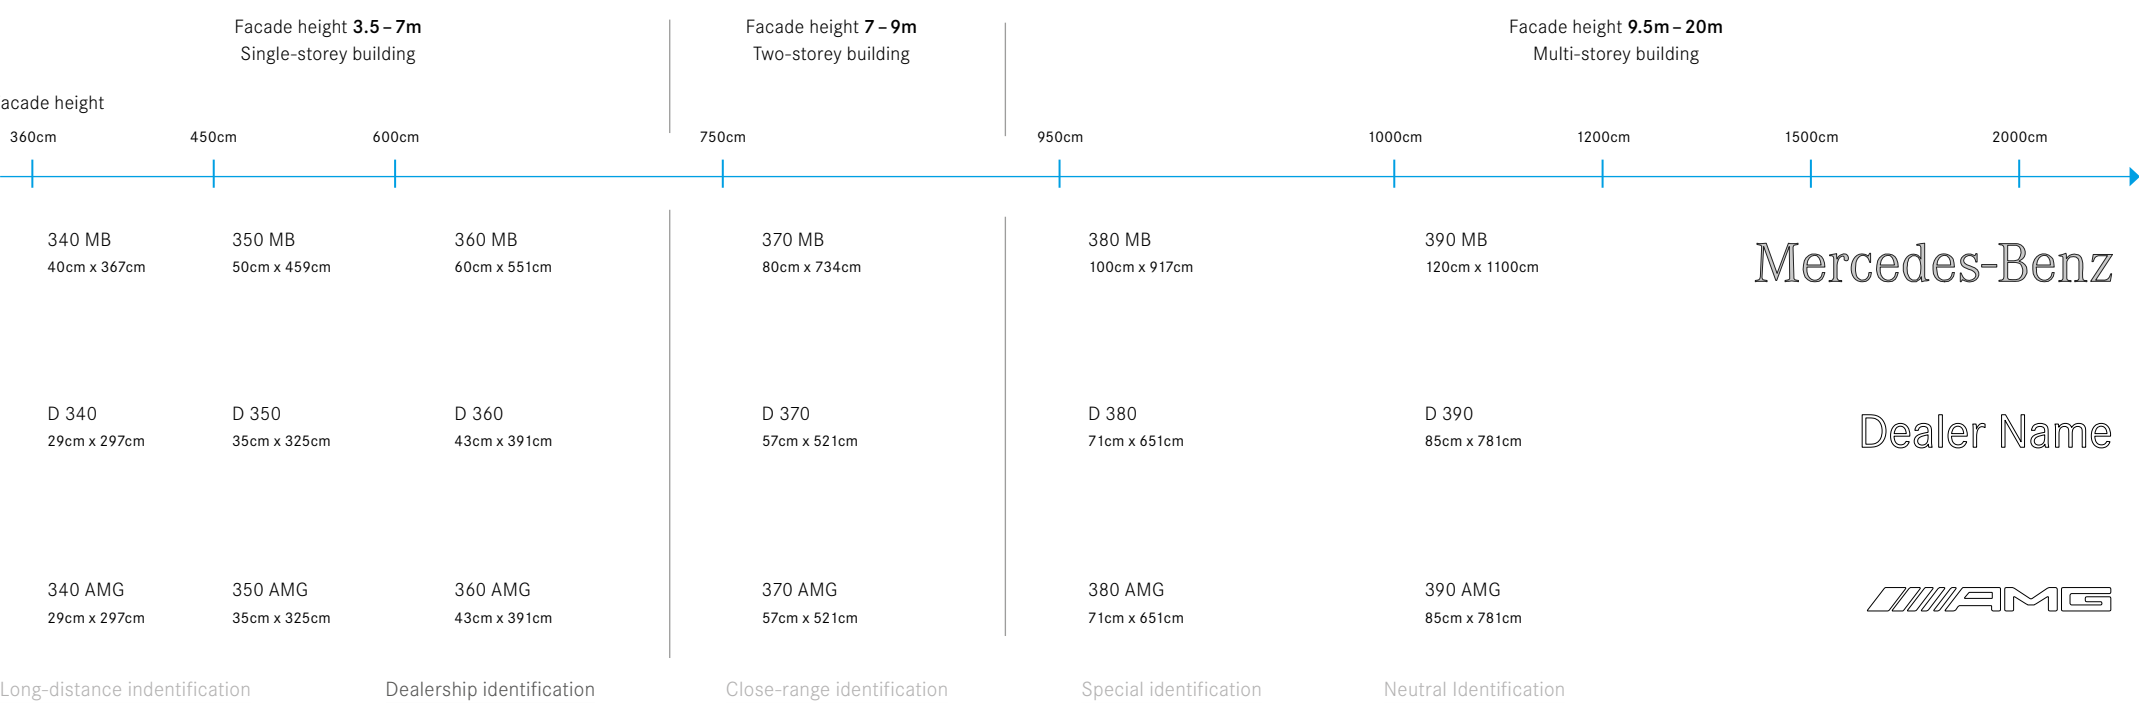 Facade height 3.5 – 7m
Single-storey building
Facade height 7 – 9m
Two-storey building
Facade height 9.5m – 20m
Multi-storey building
acade height
360cm 450cm 600cm 750cm 950cm 1000cm 1200cm 1500cm 2000cm
340 MB 350 MB 360 MB 370 MB 380 MB 390 MB
40cm x 367cm 50cm x 459cm 60cm x 551cm 80cm x 734cm 100cm x 917cm 120cm x 1100cm
Mercedes-Benz
D 340 D 350 D 360 D 370 D 380 D 390
29cm x 297cm 35cm x 325cm 43cm x 391cm 57cm x 521cm 71cm x 651cm 85cm x 781cm
Dealer Name
340 AMG 350 AMG 360 AMG 370 AMG 380 AMG 390 AMG
29cm x 297cm 35cm x 325cm 43cm x 391cm 57cm x 521cm 71cm x 651cm 85cm x 781cm
AMG
Long-distance indentification Dealership identification Close-range identification Special identification Neutral Identification